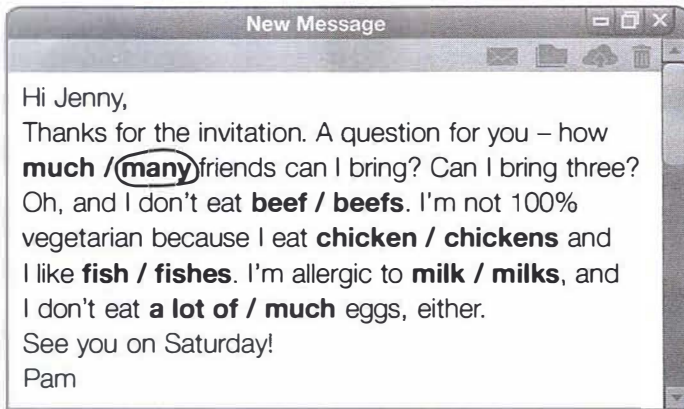 New Message
Hi Jenny,
Thanks for the invitation. A question for you – how
much / many friends can I bring? Can I bring three?
Oh, and I don't eat beef / beefs. I'm not 100%
vegetarian because I eat chicken / chickens and
I like fish / fishes. I'm allergic to milk / milks, and
I don't eat a lot of / much eggs, either.
See you on Saturday!
Pam